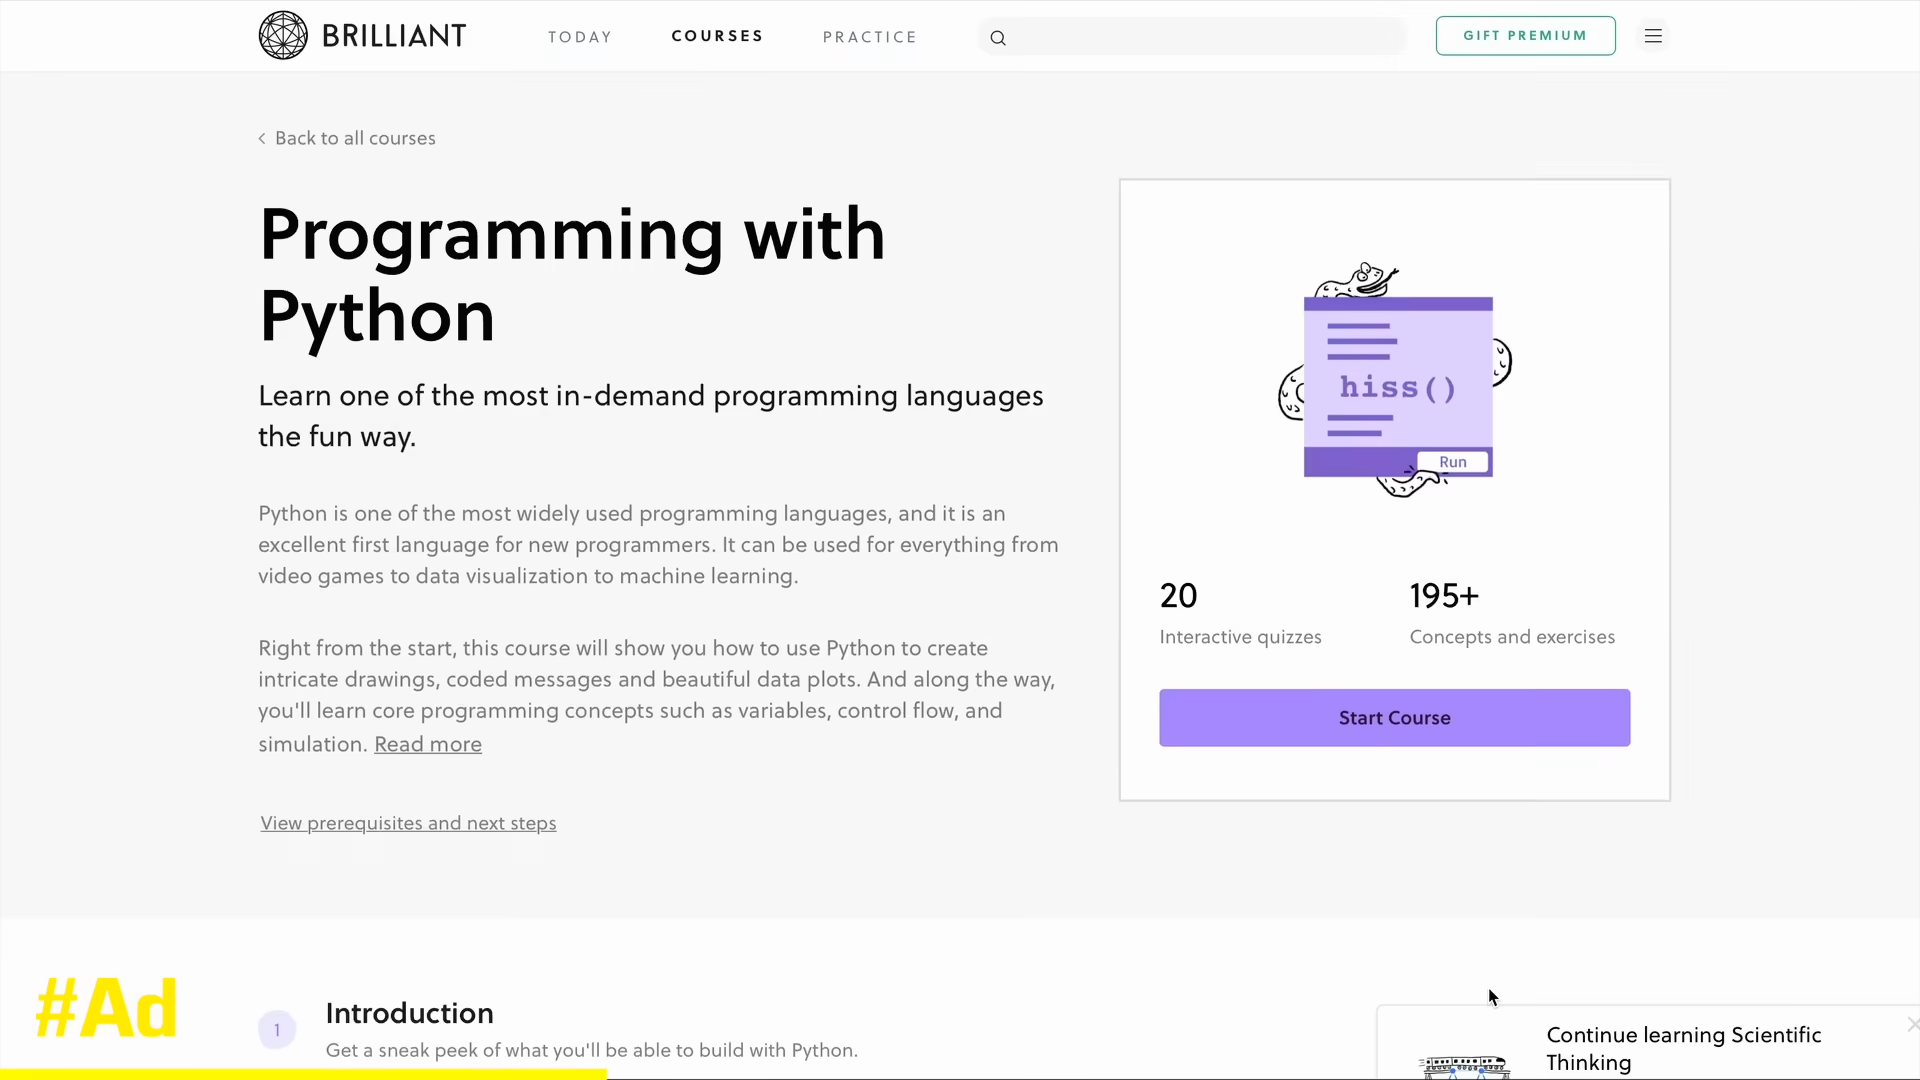 BRILLIANT
TODAY
COURSES
PRACTICE
GIFT PREMIUM
Back to all courses
Programming with
Python
Learn one of the most in-demand programming languages
the fun way.
Python is one of the most widely used programming languages, and it is an
excellent first language for new programmers. It can be used for everything from
video games to data visualization to machine learning.
Right from the start, this course will show you how to use Python to create
intricate drawings, coded messages and beautiful data plots. And along the way,
you'll learn core programming concepts such as variables, control flow, and
simulation. Read more
View prerequisites and next steps
hiss()
Run
20
Interactive quizzes
195+
Concepts and exercises
Start Course
#Ad
1
Introduction
Get a sneak peek of what you'll be able to build with Python.
Continue learning Scientific
Thinking